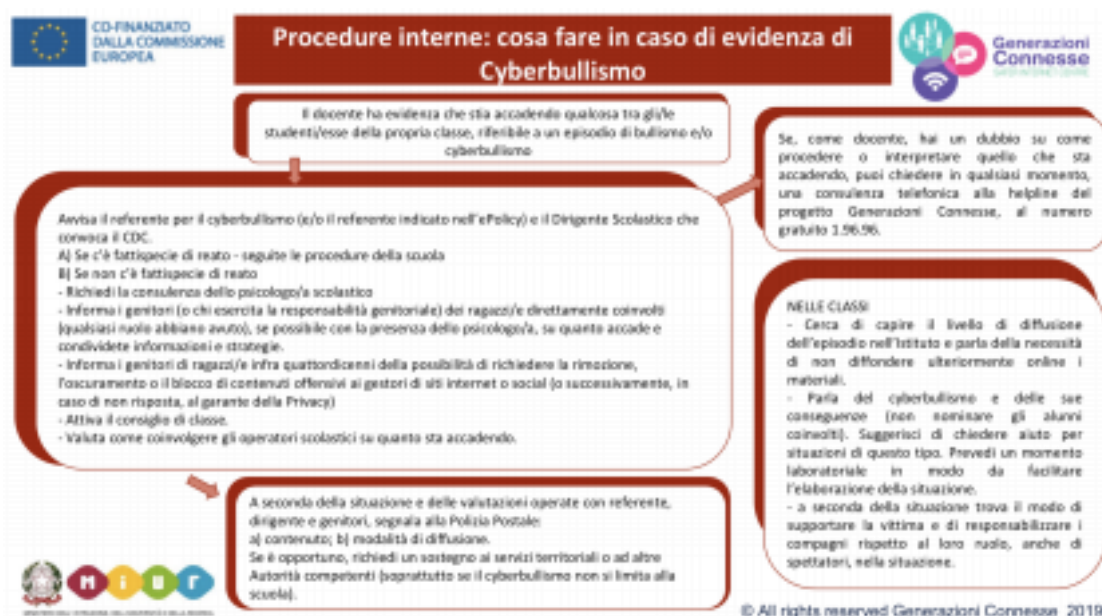 CO-FINANZIATO
DALLA COMMISSIONE
EUROPEA
Procedure interne: cosa fare in caso di evidenza di
Cyberbullismo
Generazioni
Connesse
SAFER INTERNET CENTRE
Il docente ha evidenza che stia accadendo qualcosa tra gli/le
studenti/esse della propria classe, riferibile a un episodio di bullismo e/o
cyberbullismo
Se, come docente, hai un dubbio su come
procedere o interpretare quello che sta
accadendo, puoi chiedere in qualsiasi momento,
una consulenza telefonica alla helpline del
progetto Generazioni Connesse, al numero
gratuito 1.96.96.
Avvisa il referente per il cyberbullismo (e/o il referente indicato nell'ePolicy) e il Dirigente Scolastico che
convoca il CDC.
A) Se c'è fattispecie di reato - seguite le procedure della scuola
B) Se non c'è fattispecie di reato
- Richiedi la consulenza dello psicologo/a scolastico
- Informa i genitori (o chi esercita la responsabilità genitoriale) dei ragazzi/e direttamente coinvolti
(qualsiasi ruolo abbiano avuto), se possibile con la presenza dello psicologo/a, su quanto accade e
condividete informazioni e strategie.
- Informa i genitori di ragazzi/e infra quattordicenni della possibilità di richiedere la rimozione,
l'oscuramento o il blocco di contenuti offensivi ai gestori di siti internet o social (o successivamente, in
caso di non risposta, al garante della Privacy)
- Attiva il consiglio di classe.
- Valuta come coinvolgere gli operatori scolastici su quanto sta accadendo.
NELLE CLASSI
- Cerca di capire il livello di diffusione
dell'episodio nell'Istituto e parla della necessità
di non diffondere ulteriormente online i
materiali.
- Parla del cyberbullismo e delle sue
conseguenze (non nominare gli alunni
coinvolti). Suggerisci di chiedere aiuto per
situazioni di questo tipo. Prevedi un momento
laboratoriale in modo da facilitare
l'elaborazione della situazione.
- a seconda della situazione trova il modo di
supportare la vittima e di responsabilizzare i
compagni rispetto al loro ruolo, anche di
spettatori, nella situazione.
A seconda della situazione e delle valutazioni operate con referente,
dirigente e genitori, segnala alla Polizia Postale:
a) contenuto; b) modalità di diffusione.
Se è opportuno, richiedi un sostegno ai servizi territoriali o ad altre
Autorità competenti (soprattutto se il cyberbullismo non si limita alla
scuola).
MiUR
© All rights reserved Generazioni Connesse 2019